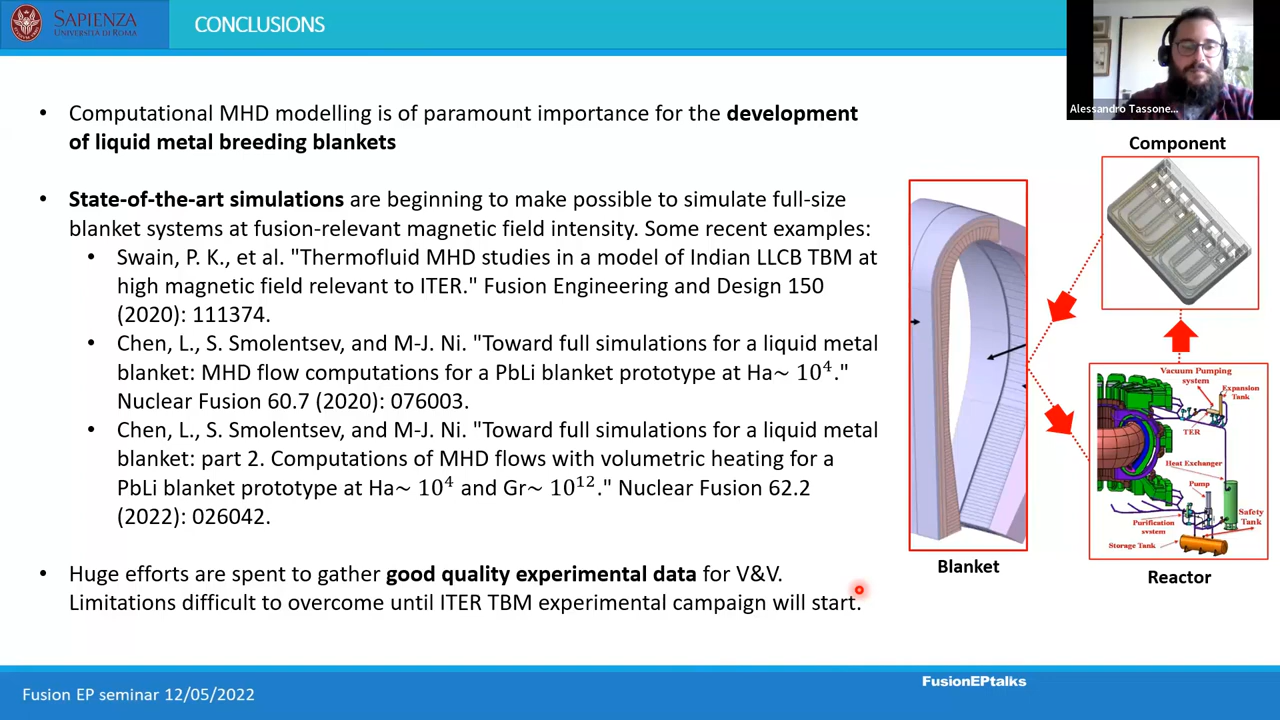 SAPIENZA
UNIVERSITÀ DI ROMA
CONCLUSIONS
Alessandro Tassone...
• Computational MHD modelling is of paramount importance for the development
of liquid metal breeding blankets
• State-of-the-art simulations are beginning to make possible to simulate full-size
blanket systems at fusion-relevant magnetic field intensity. Some recent examples:
• Swain, P. K., et al. "Thermofluid MHD studies in a model of Indian LLCB TBM at
high magnetic field relevant to ITER." Fusion Engineering and Design 150
(2020): 111374.
• Chen, L., S. Smolentsev, and M-J. Ni. "Toward full simulations for a liquid metal
blanket: MHD flow computations for a PbLi blanket prototype at Ha~ 10⁴."
Nuclear Fusion 60.7 (2020): 076003.
• Chen, L., S. Smolentsev, and M-J. Ni. "Toward full simulations for a liquid metal
blanket: part 2. Computations of MHD flows with volumetric heating for a
PbLi blanket prototype at Ha~ 10⁴ and Gr~ 10¹²." Nuclear Fusion 62.2
(2022): 026042.
• Huge efforts are spent to gather good quality experimental data for V&V.
Limitations difficult to overcome until ITER TBM experimental campaign will start.
Component
Blanket
Vacuum Pumping
system
Expansion
Tank
TER
Heat Exchanger
Pump
Purification
system
Safety
Tank
Storage Tank
Reactor
FusionEPtalks
Fusion EP seminar 12/05/2022